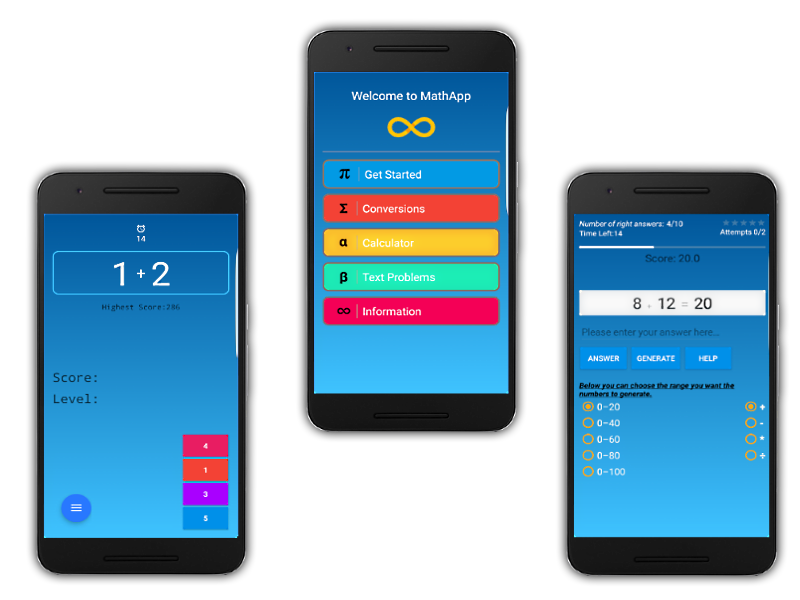 14
1 + 2
Highest Score:286
Score:
Level:
4
1
3
5
Welcome to MathApp
∞
π Get Started
Σ Conversions
α Calculator
β Text Problems
∞ Information
Number of right answers: 4/10
Time Left:14
Attempts 0/2
Score: 20.0
8 + 12 = 20
Please enter your answer here...
ANSWER GENERATE HELP
Below you can choose the range you want the
numbers to generate.
0-20 +
0-40 -
0-60 *
0-80 ÷
0-100